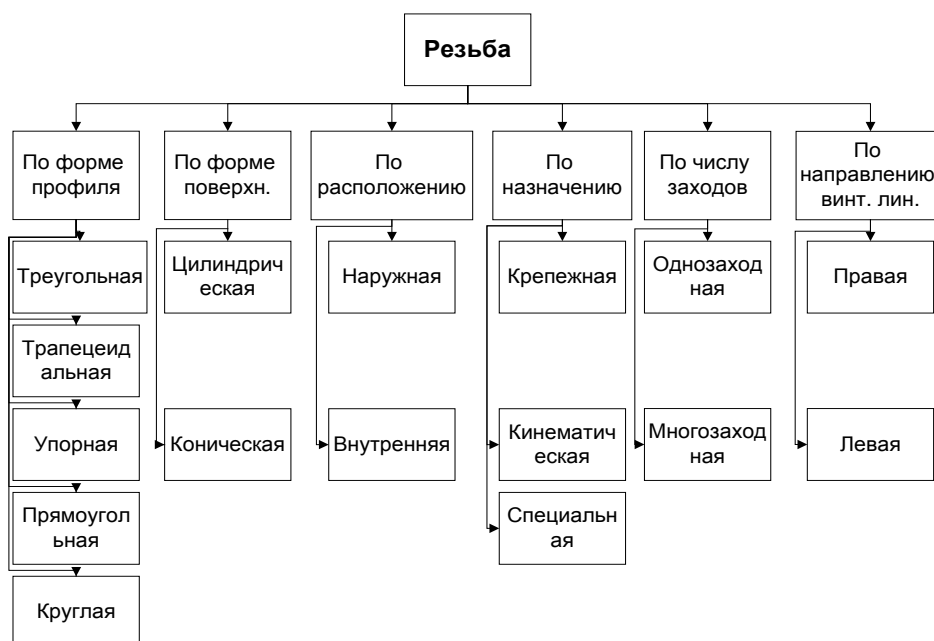 Резьба
По форме
профиля
По форме
поверхн.
По
расположению
По
назначению
По числу
заходов
По
направлению
винт. лин.
Треугольная
Цилиндрич
еская
Наружная
Крепежная
Однозаход
ная
Правая
Трапецеид
альная
Упорная
Коническая
Внутренняя
Кинематич
еская
Многозаход
ная
Левая
Прямоугол
ьная
Специальн
ая
Круглая